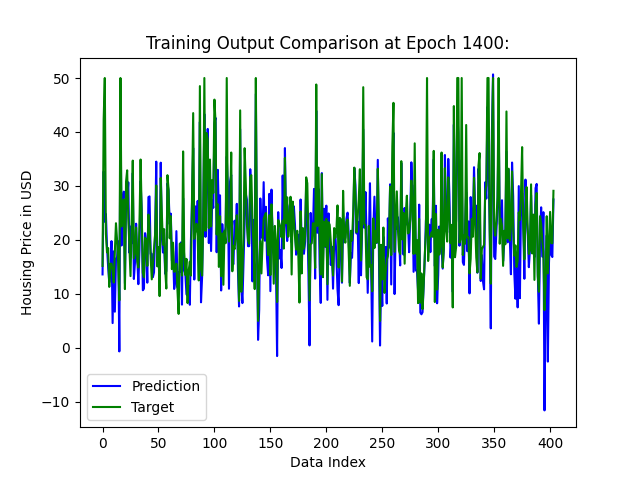 Training Output Comparison at Epoch 1400:
Housing Price in USD
50
40
30
20
10
0
−10
Prediction
Target
0 50 100 150 200 250 300 350 400
Data Index